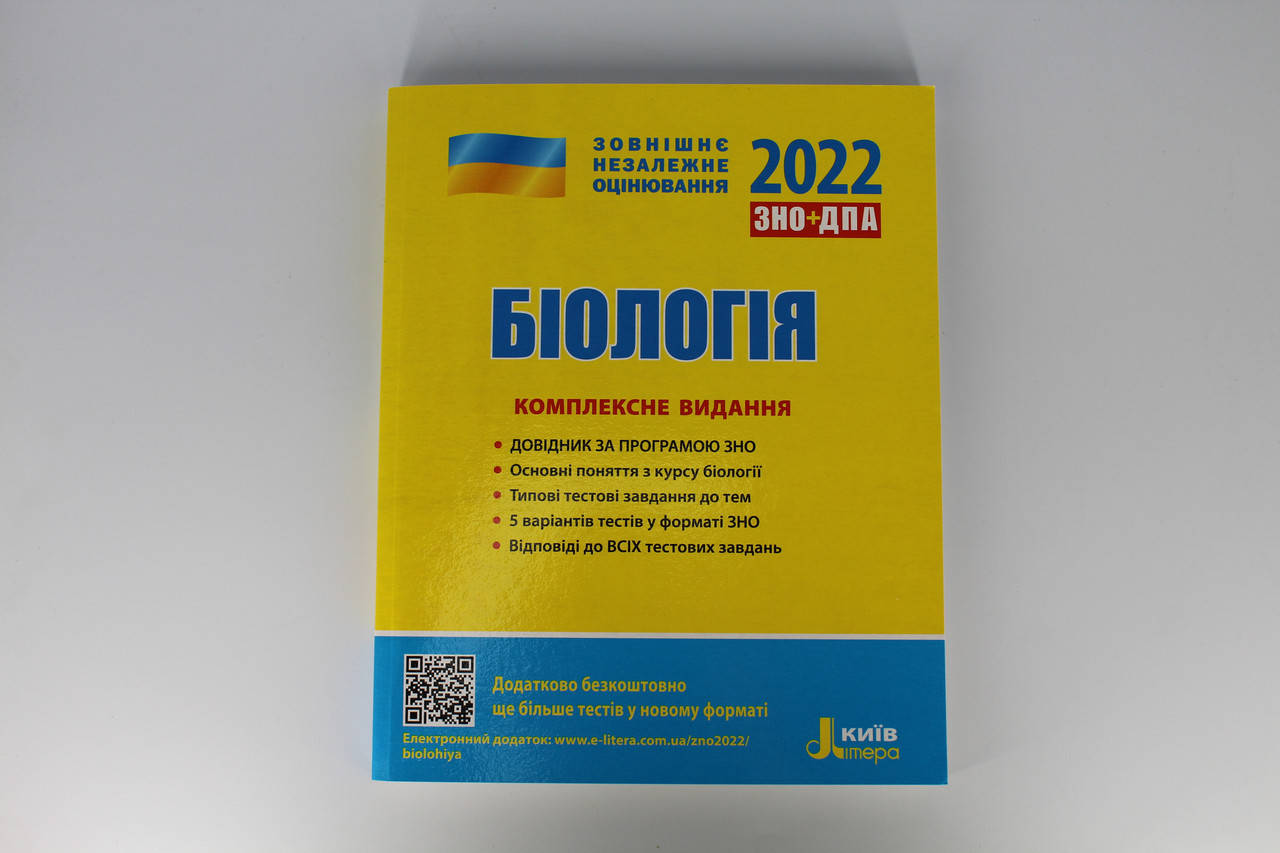 ЗОВНІШНЄ
НЕЗАЛЕЖНЕ
ОЦІНЮВАННЯ
2022
ЗНО+ДПА
БІОЛОГІЯ
КОМПЛЕКСНЕ ВИДАННЯ
• ДОВІДНИК ЗА ПРОГРАМОЮ ЗНО
• Основні поняття з курсу біології
• Типові тестові завдання до тем
• 5 варіантів тестів у форматі ЗНО
• Відповіді до ВСІХ тестових завдань
Додатково безкоштовно
ще більше тестів у новому форматі
Електронний додаток: www.e-litera.com.ua/zno2022/
biolohiya
КИЇВ
Літера